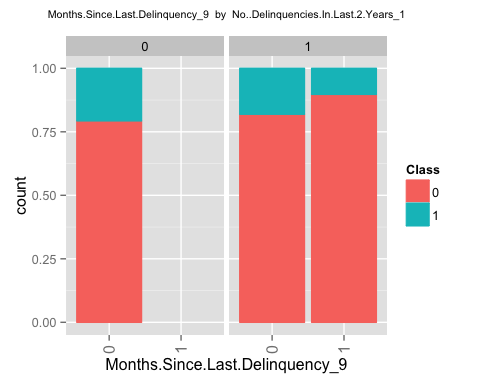 Months.Since.Last.Delinquency_9 by No..Delinquencies.In.Last.2.Years_1
0 1
1.00
0.75
0.50
0.25
0.00
count
0 1 0 1
Months.Since.Last.Delinquency_9
Class
0
1